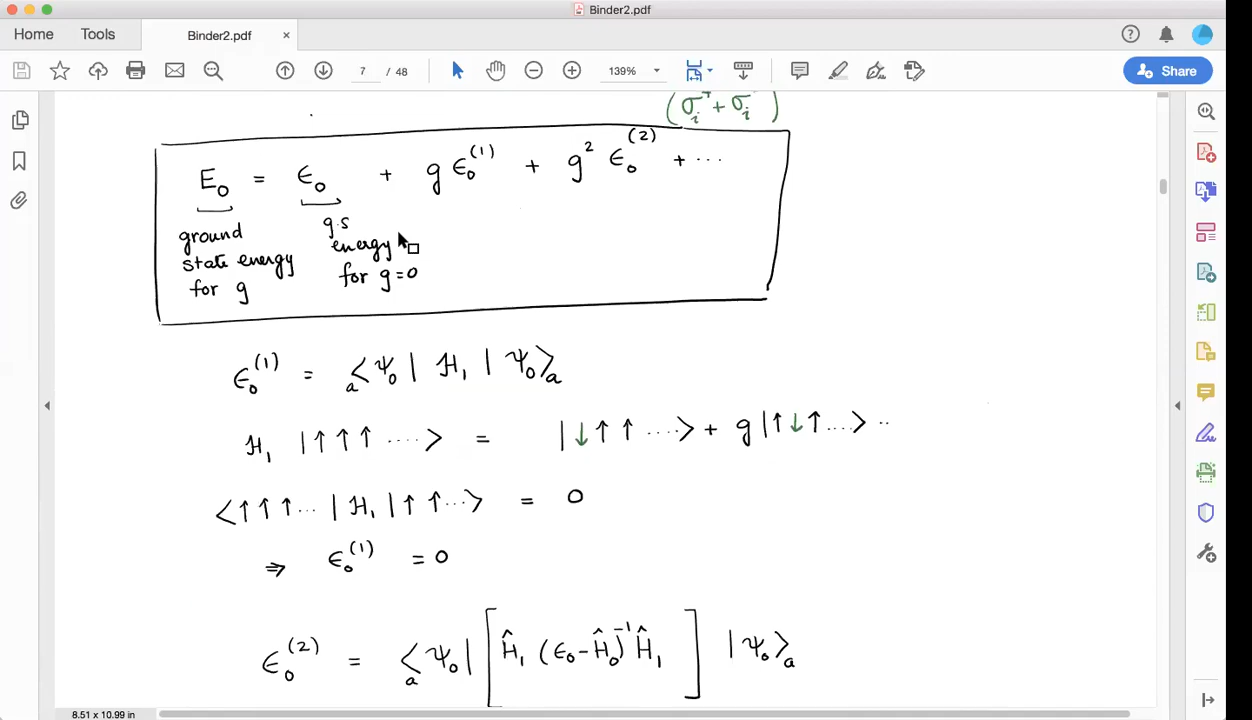 Binder2.pdf
Home Tools Binder2.pdf ×
7 / 48 139% Share
(σᵢ⁺ + σᵢ⁻)
E₀ = ϵ₀ + g ϵ₀⁽¹⁾ + g² ϵ₀⁽²⁾ + ⋯
ground state energy for g
g.s energy for g=0
ϵ₀⁽¹⁾ = ₐ⟨ψ₀ | H₁ | ψ₀⟩ₐ
H₁ |↑↑↑ ....⟩ = |↓↑↑ ....⟩ + g |↑↓↑ ....⟩ ..
⟨↑↑↑... | H₁ | ↑↑...⟩ = 0
⇒ ϵ₀⁽¹⁾ = 0
ϵ₀⁽²⁾ = ₐ⟨ψ₀| [ Ĥ₁ (ϵ₀ - Ĥ₀)⁻¹ Ĥ₁ ] |ψ₀⟩ₐ
8.51 x 10.99 in